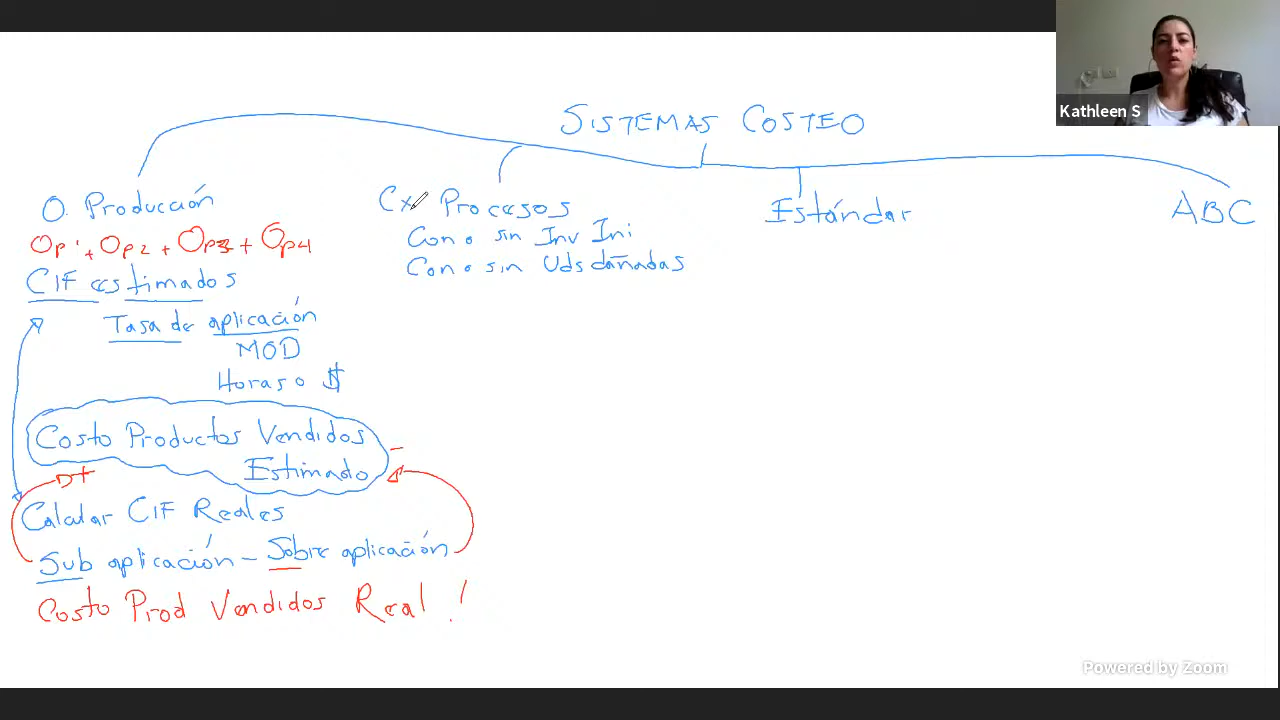 SISTEMAS COSTEO
Kathleen S
O. Producción
Op1 + Op2 + Op3 + Op4
CIF estimados
Tasa de aplicación
MOD
Horas o $
Costo Productos Vendidos
Estimado
+
-
Calcular CIF Reales
Sub aplicación - Sobre aplicación
Costo Prod Vendidos Real !
Cx Procesos
Con o sin Inv Ini
Con o sin Uds dañadas
Estándar
ABC
Powered by Zoom